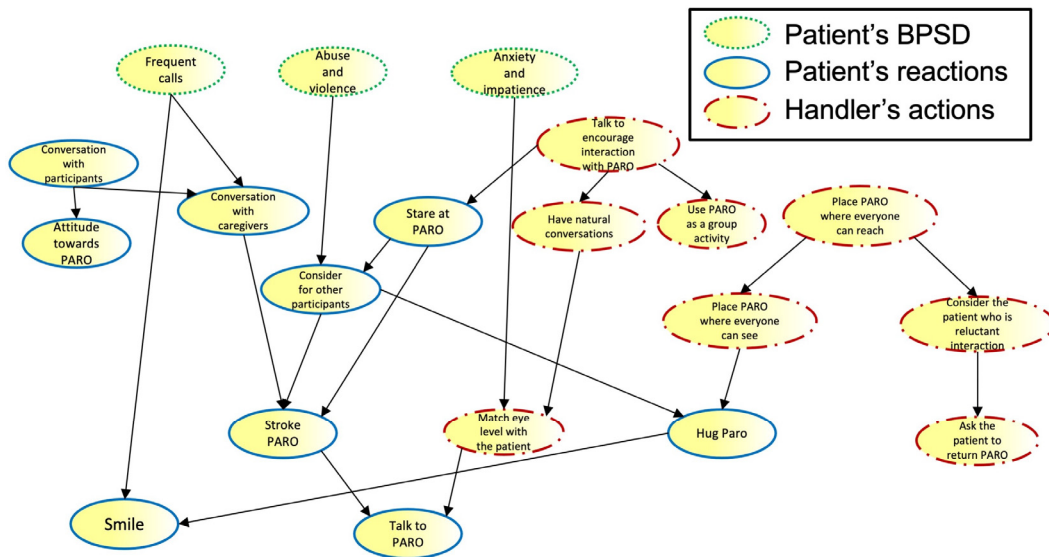 Patient's BPSD
Patient's reactions
Handler's actions
Frequent
calls
Abuse
and
violence
Anxiety
and
impatience
Talk to
encourage
interaction
with PARO
Conversation
with
participants
Conversation
with
caregivers
Attitude
towards
PARO
Stare at
PARO
Have natural
conversations
Use PARO
as a group
activity
Place PARO
where everyone
can reach
Consider
for other
participants
Place PARO
where everyone
can see
Consider the
patient who is
reluctant
interaction
Stroke
PARO
Match eye
level with
the patient
Hug Paro
Ask the
patient to
return PARO
Smile
Talk to
PARO